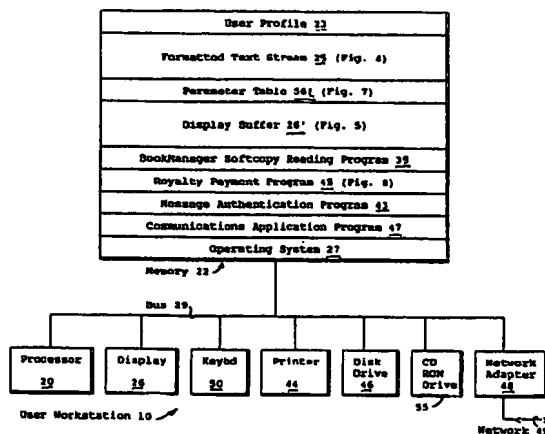 User Profile 23
Formatted Text Stream 25 (Fig. 4)
Parameter Table 56 (Fig. 7)
Display Buffer 26' (Fig. 5)
BookManager Softcopy Reading Program 39
Royalty Payment Program 45 (Fig. 8)
Message Authentication Program 43
Communications Application Program 47
Operating System 27
Memory 22
Bus 29
Processor 20
Display 26
Keybd 50
Printer 44
Disk Drive 46
CD ROM Drive 55
Network Adapter 48
User Workstation 10
Network 49